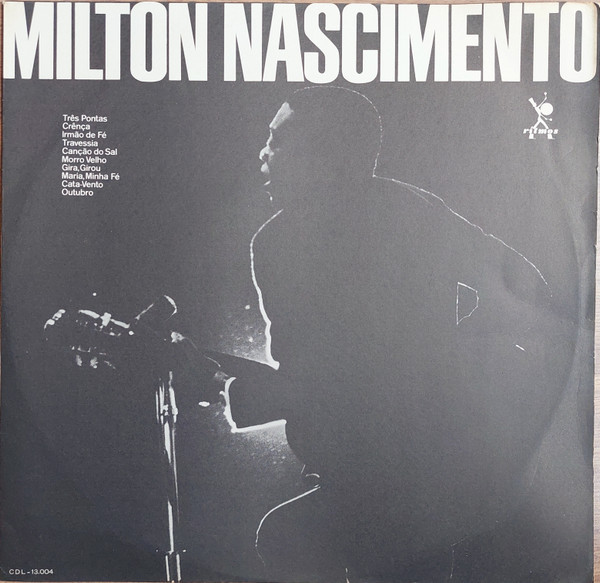 MILTON NASCIMENTO
ritmos
Três Pontas
Crênça
Irmão de Fé
Travessia
Canção do Sal
Morro Velho
Gira, Girou
Maria, Minha Fé
Cata-Vento
Outubro
CDL-13.004